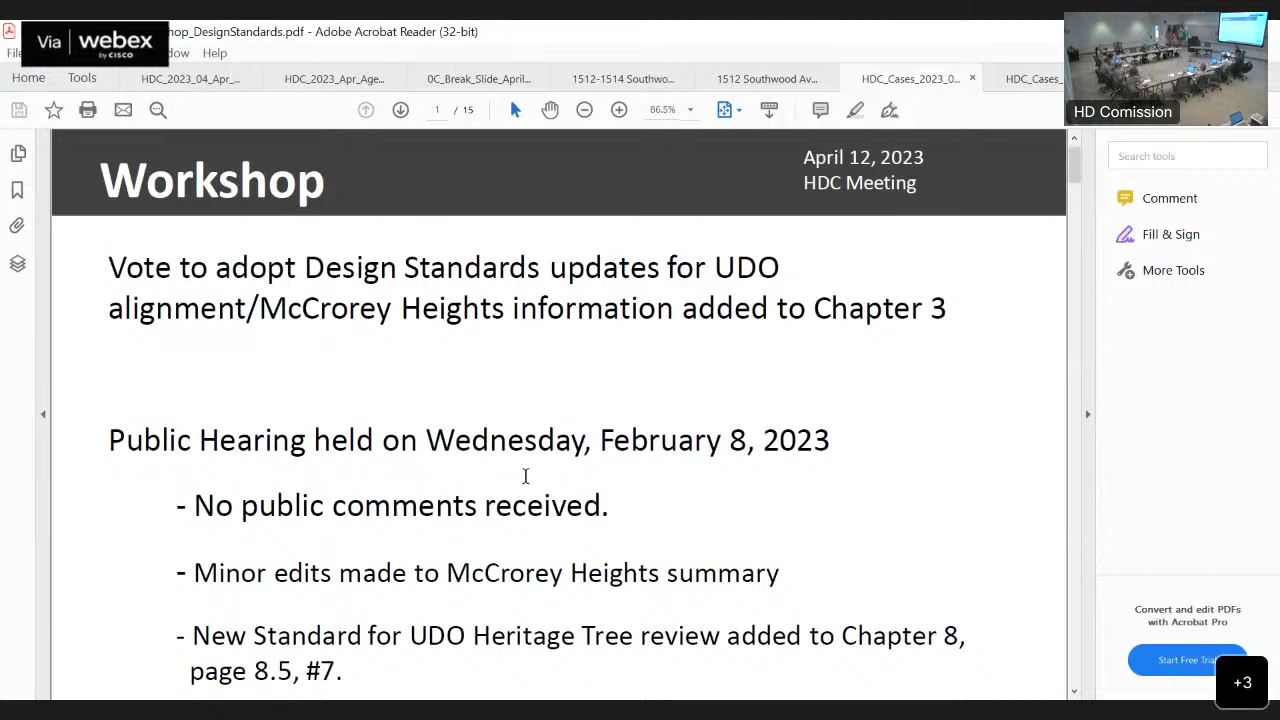 Via webex
by CISCO
hop_DesignStandards.pdf - Adobe Acrobat Reader (32-bit)
dow Help
Home Tools HDC_2023_04_Apr_... HDC_2023_Apr_Age... 0C_Break_Slide_April... 1512-1514 Southwo... 1512 Southwood Av... HDC_Cases_2023_0... × HDC_Cases_
1 / 15 86.5%
HD Comission
Workshop
April 12, 2023
HDC Meeting
Vote to adopt Design Standards updates for UDO
alignment/McCrorey Heights information added to Chapter 3
Public Hearing held on Wednesday, February 8, 2023
- No public comments received.
- Minor edits made to McCrorey Heights summary
- New Standard for UDO Heritage Tree review added to Chapter 8,
page 8.5, #7.
Search tools
Comment
Fill & Sign
More Tools
Convert and edit PDFs
with Acrobat Pro
Start Free Trial
+3